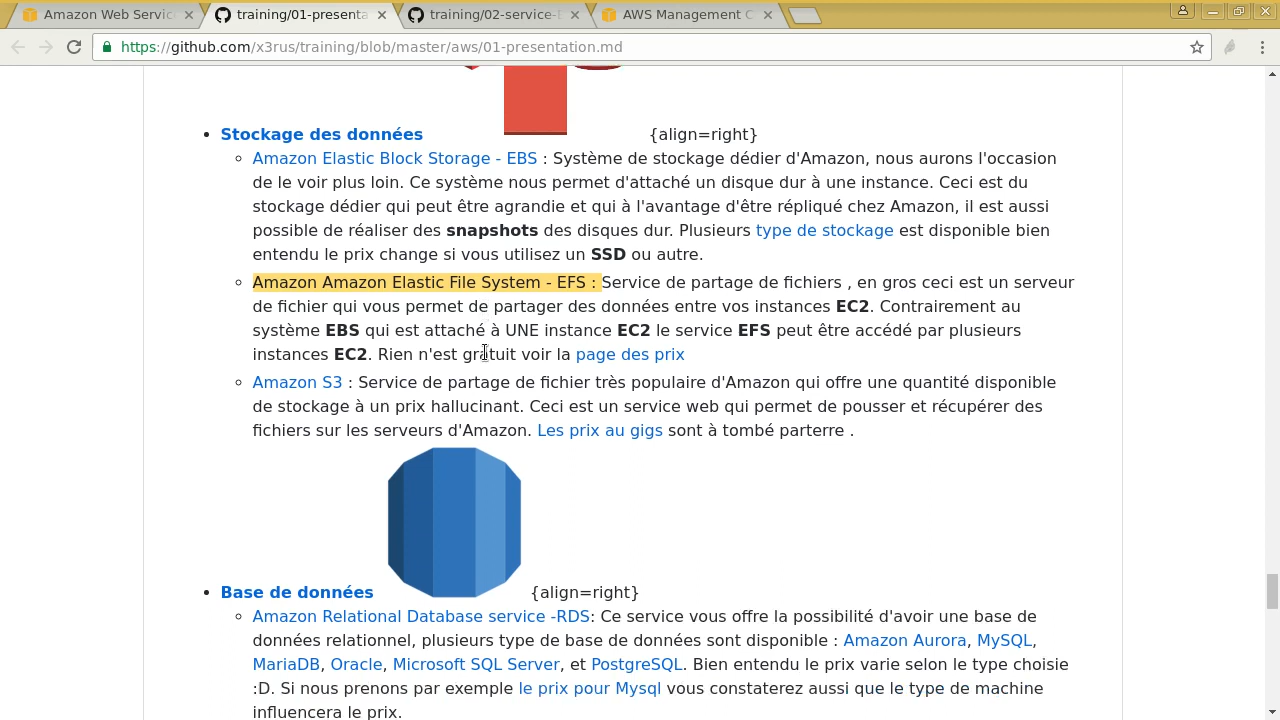 Amazon Web Servic
training/01-presenta
training/02-service-
AWS Management C
https://github.com/x3rus/training/blob/master/aws/01-presentation.md
Stockage des données {align=right}
Amazon Elastic Block Storage - EBS : Système de stockage dédier d'Amazon, nous aurons l'occasion
de le voir plus loin. Ce système nous permet d'attaché un disque dur à une instance. Ceci est du
stockage dédier qui peut être agrandie et qui à l'avantage d'être répliqué chez Amazon, il est aussi
possible de réaliser des snapshots des disques dur. Plusieurs type de stockage est disponible bien
entendu le prix change si vous utilisez un SSD ou autre.
Amazon Amazon Elastic File System - EFS : Service de partage de fichiers , en gros ceci est un serveur
de fichier qui vous permet de partager des données entre vos instances EC2. Contrairement au
système EBS qui est attaché à UNE instance EC2 le service EFS peut être accédé par plusieurs
instances EC2. Rien n'est gratuit voir la page des prix
Amazon S3 : Service de partage de fichier très populaire d'Amazon qui offre une quantité disponible
de stockage à un prix hallucinant. Ceci est un service web qui permet de pousser et récupérer des
fichiers sur les serveurs d'Amazon. Les prix au gigs sont à tombé parterre .
Base de données {align=right}
Amazon Relational Database service -RDS: Ce service vous offre la possibilité d'avoir une base de
données relationnel, plusieurs type de base de données sont disponible : Amazon Aurora, MySQL,
MariaDB, Oracle, Microsoft SQL Server, et PostgreSQL. Bien entendu le prix varie selon le type choisie
:D. Si nous prenons par exemple le prix pour Mysql vous constaterez aussi que le type de machine
influencera le prix.